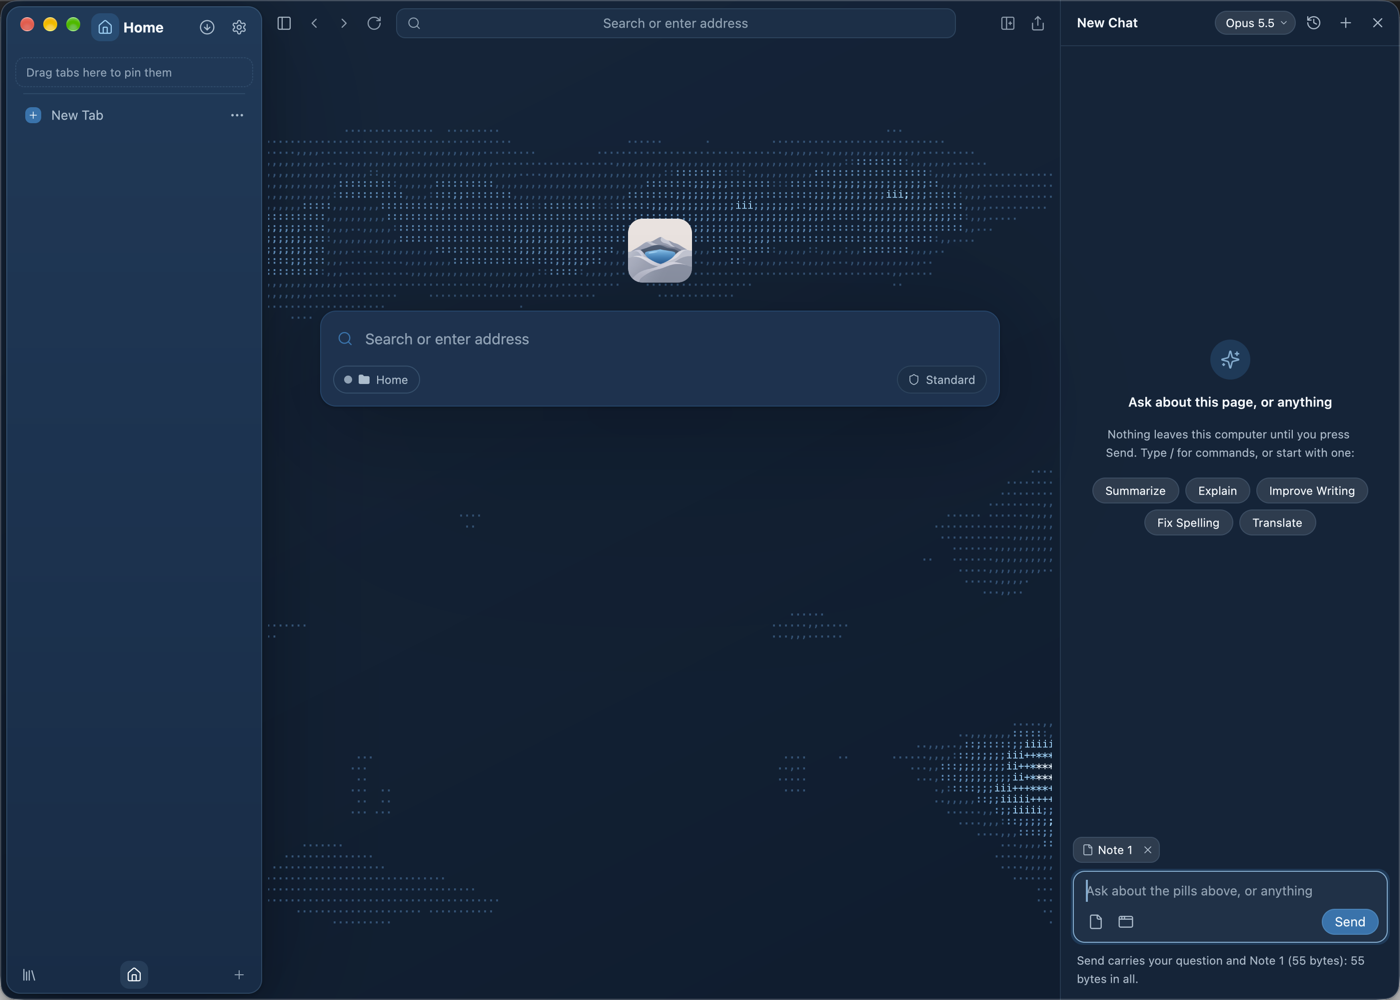 Home
Drag tabs here to pin them
New Tab
Search or enter address
Search or enter address
Home
Standard
New Chat
Opus 5.5
Ask about this page, or anything
Nothing leaves this computer until you press
Send. Type / for commands, or start with one:
Summarize
Explain
Improve Writing
Fix Spelling
Translate
Note 1
Ask about the pills above, or anything
Send
Send carries your question and Note 1 (55 bytes): 55
bytes in all.